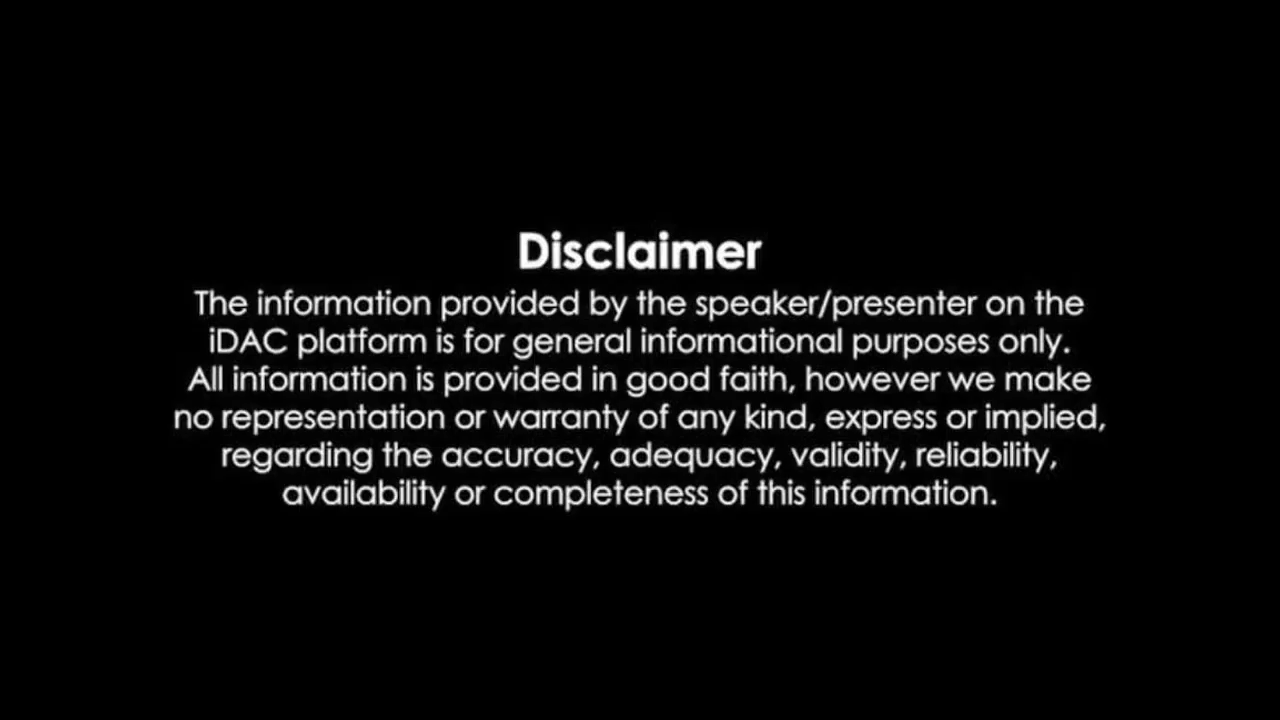 Disclaimer
The information provided by the speaker/presenter on the
iDAC platform is for general informational purposes only.
All information is provided in good faith, however we make
no representation or warranty of any kind, express or implied,
regarding the accuracy, adequacy, validity, reliability,
availability or completeness of this information.